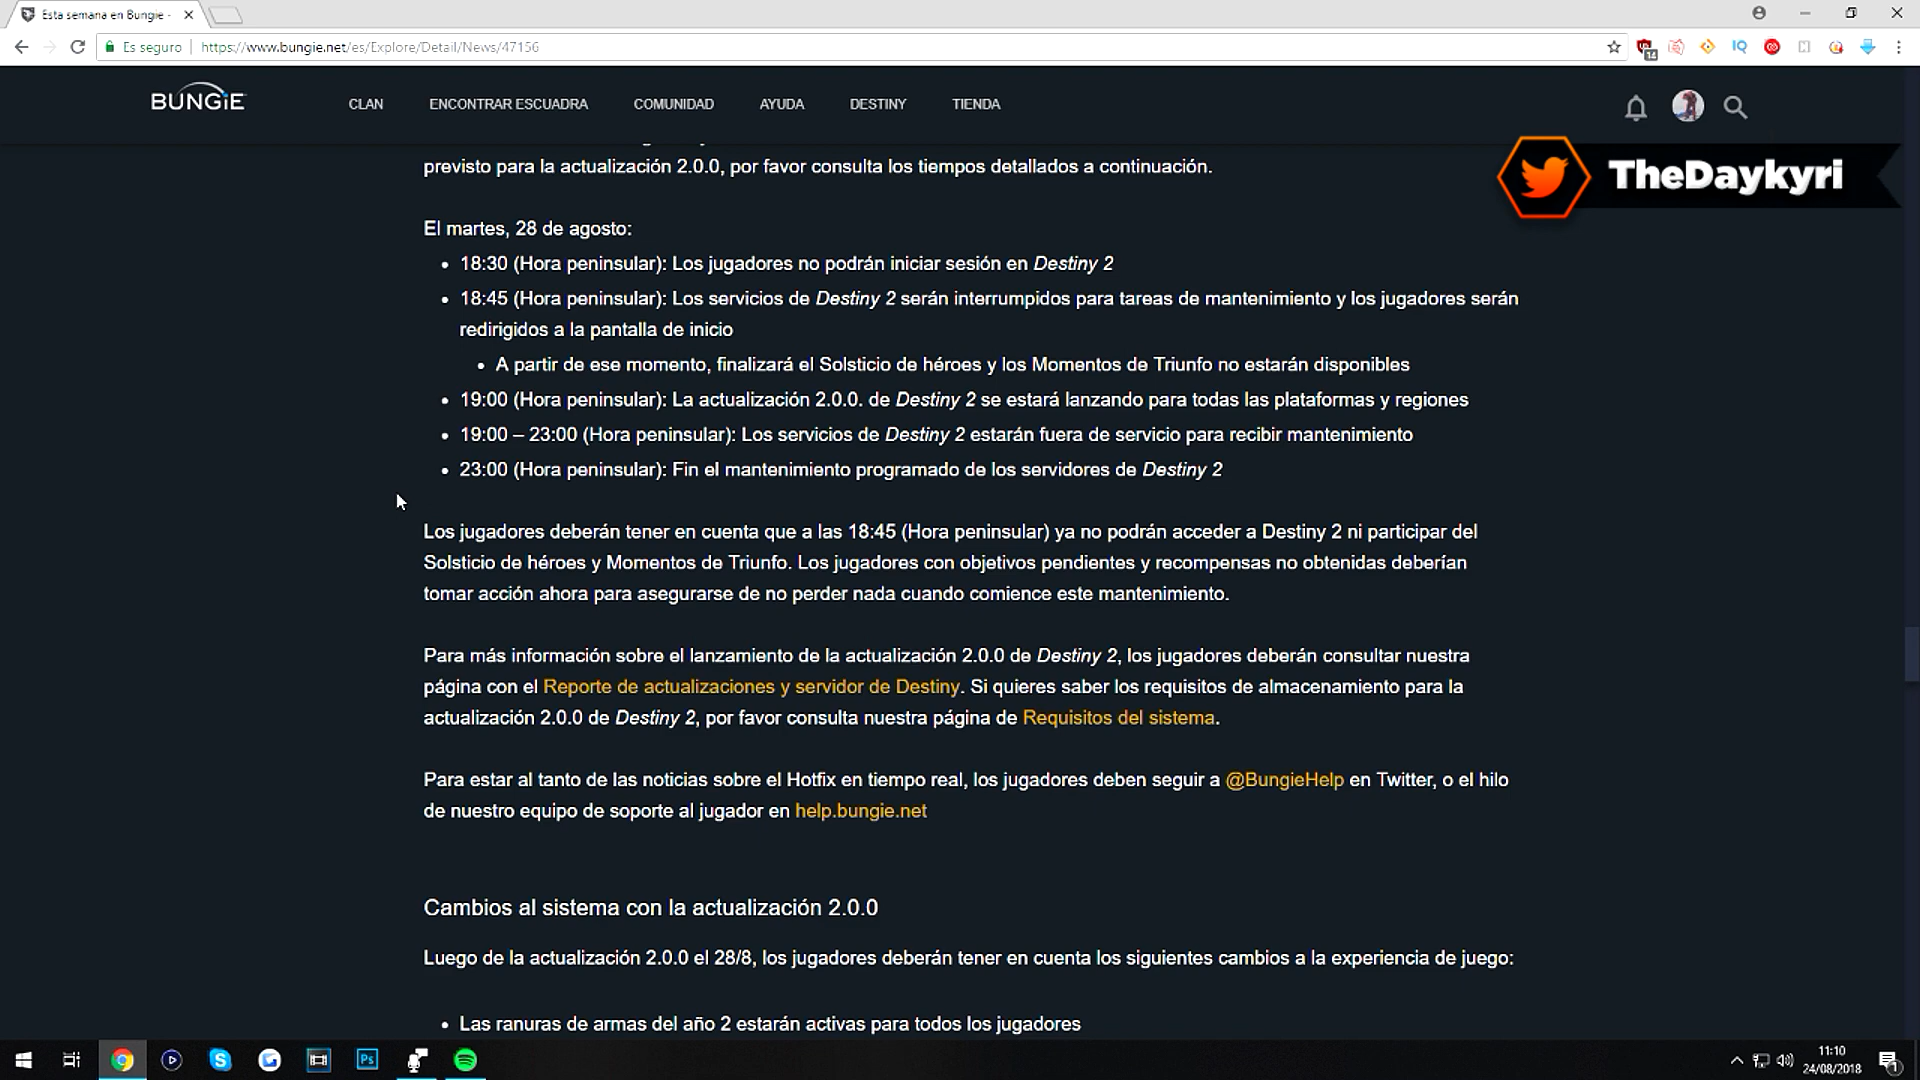 Esta semana en Bungie -
Es seguro
https://www.bungie.net/es/Explore/Detail/News/47156
14
IQ
BUNGiE
CLAN
ENCONTRAR ESCUADRA
COMUNIDAD
AYUDA
DESTINY
TIENDA
TheDaykyri
previsto para la actualización 2.0.0, por favor consulta los tiempos detallados a continuación.
El martes, 28 de agosto:
18:30 (Hora peninsular): Los jugadores no podrán iniciar sesión en Destiny 2
18:45 (Hora peninsular): Los servicios de Destiny 2 serán interrumpidos para tareas de mantenimiento y los jugadores serán
redirigidos a la pantalla de inicio
A partir de ese momento, finalizará el Solsticio de héroes y los Momentos de Triunfo no estarán disponibles
19:00 (Hora peninsular): La actualización 2.0.0. de Destiny 2 se estará lanzando para todas las plataformas y regiones
19:00 – 23:00 (Hora peninsular): Los servicios de Destiny 2 estarán fuera de servicio para recibir mantenimiento
23:00 (Hora peninsular): Fin el mantenimiento programado de los servidores de Destiny 2
Los jugadores deberán tener en cuenta que a las 18:45 (Hora peninsular) ya no podrán acceder a Destiny 2 ni participar del
Solsticio de héroes y Momentos de Triunfo. Los jugadores con objetivos pendientes y recompensas no obtenidas deberían
tomar acción ahora para asegurarse de no perder nada cuando comience este mantenimiento.
Para más información sobre el lanzamiento de la actualización 2.0.0 de Destiny 2, los jugadores deberán consultar nuestra
página con el Reporte de actualizaciones y servidor de Destiny. Si quieres saber los requisitos de almacenamiento para la
actualización 2.0.0 de Destiny 2, por favor consulta nuestra página de Requisitos del sistema.
Para estar al tanto de las noticias sobre el Hotfix en tiempo real, los jugadores deben seguir a @BungieHelp en Twitter, o el hilo
de nuestro equipo de soporte al jugador en help.bungie.net
Cambios al sistema con la actualización 2.0.0
Luego de la actualización 2.0.0 el 28/8, los jugadores deberán tener en cuenta los siguientes cambios a la experiencia de juego:
Las ranuras de armas del año 2 estarán activas para todos los jugadores
Ps
11:10
24/08/2018
1